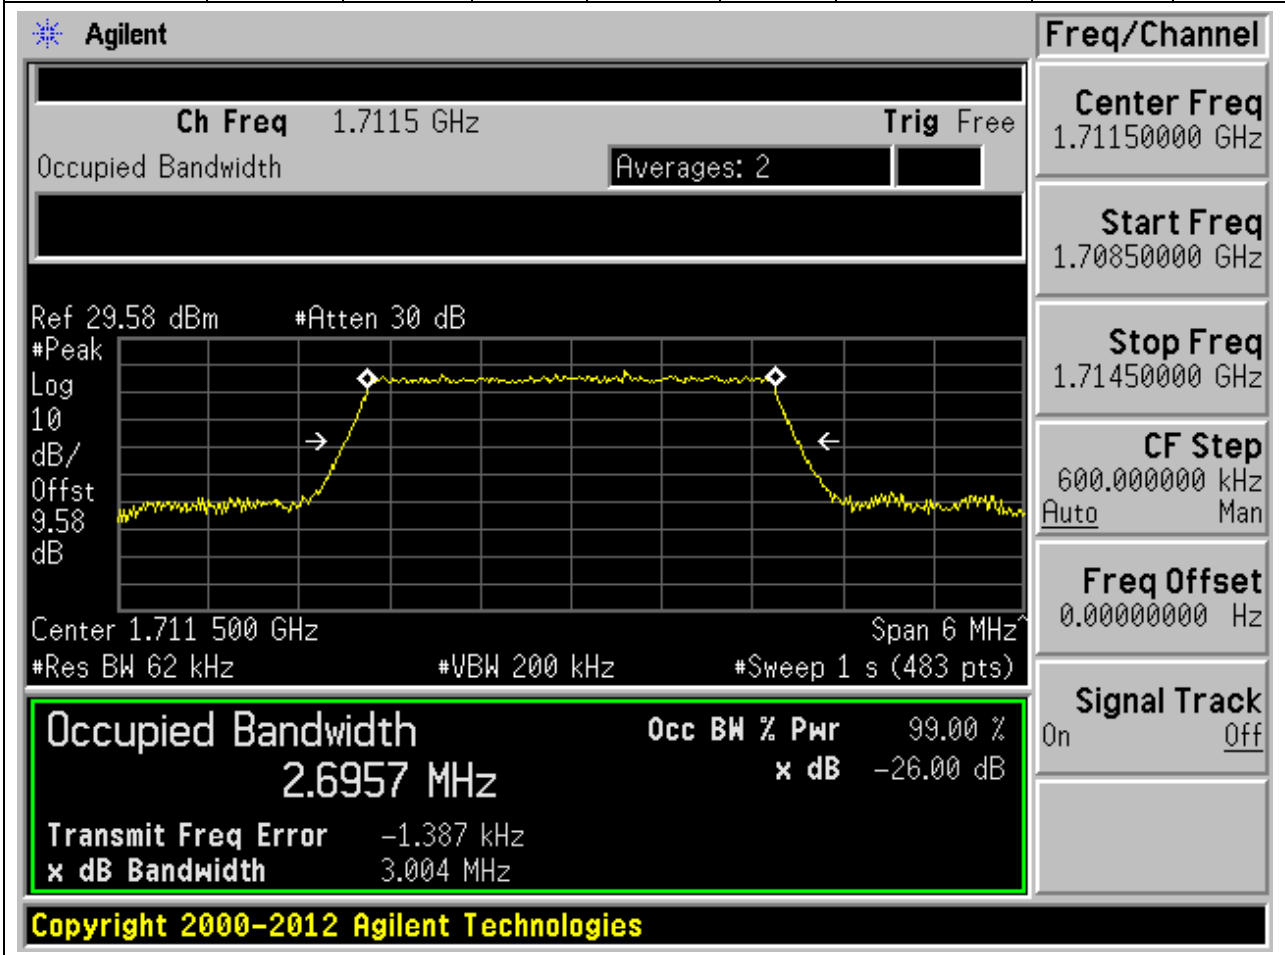 Agilent
Freq/Channel
Ch Freq 1.7115 GHz Trig Free
Occupied Bandwidth Averages: 2
Center Freq
1.71150000 GHz
Start Freq
1.70850000 GHz
Stop Freq
1.71450000 GHz
CF Step
600.000000 kHz
Auto Man
Freq Offset
0.00000000 Hz
Signal Track
On Off
Ref 29.58 dBm #Atten 30 dB
#Peak
Log
10
dB/
Offst
9.58
dB
Center 1.711 500 GHz Span 6 MHz^
#Res BW 62 kHz #VBW 200 kHz #Sweep 1 s (483 pts)
Occupied Bandwidth Occ BW % Pwr 99.00 %
2.6957 MHz x dB -26.00 dB
Transmit Freq Error -1.387 kHz
x dB Bandwidth 3.004 MHz
Copyright 2000-2012 Agilent Technologies